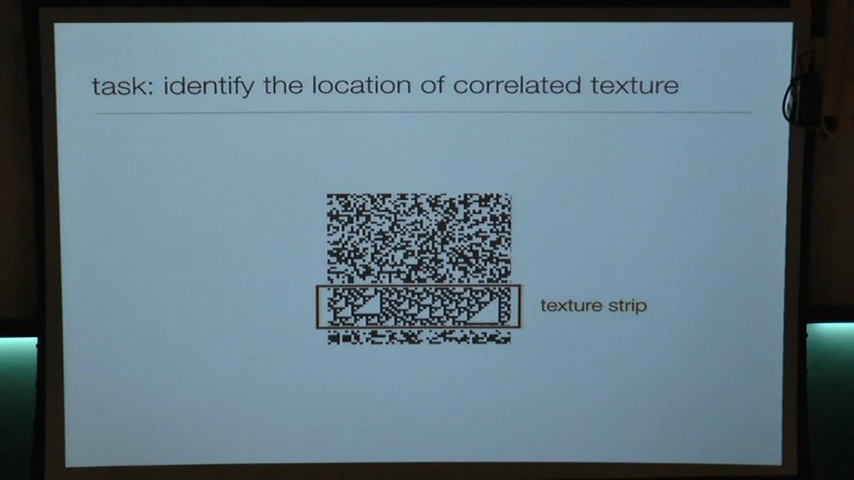 task: identify the location of correlated texture
texture strip